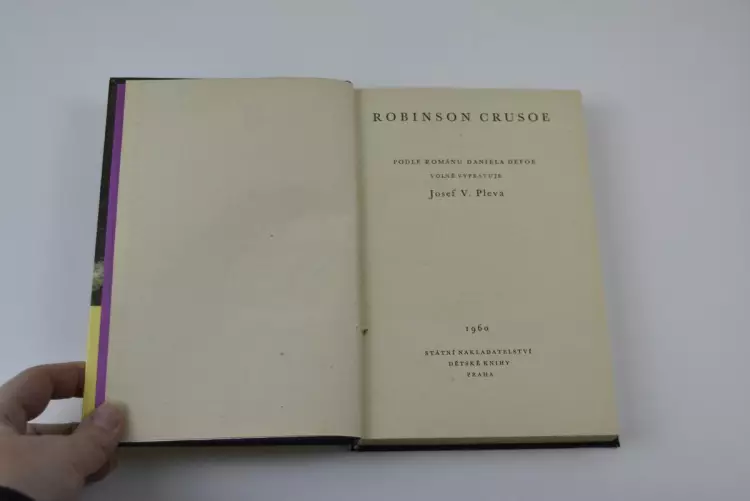 ROBINSON CRUSOE
PODLE ROMÁNU DANIELA DEFOE
VOLNĚ VYPRAVUJE
Josef V. Pleva
1960
STÁTNÍ NAKLADATELSTVÍ
DĚTSKÉ KNIHY
PRAHA